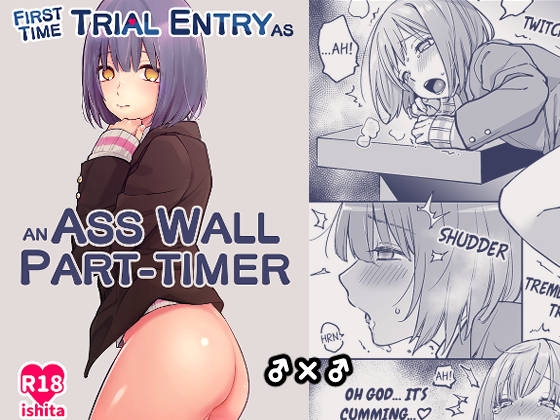 FIRST TIME TRIAL ENTRY AS
AN ASS WALL
PART-TIMER
R18
ishita
...AH!
TWITCH
SHUDDER
HRN
♂×♂
AH!
OH GOD... IT'S
CUMMING...♡